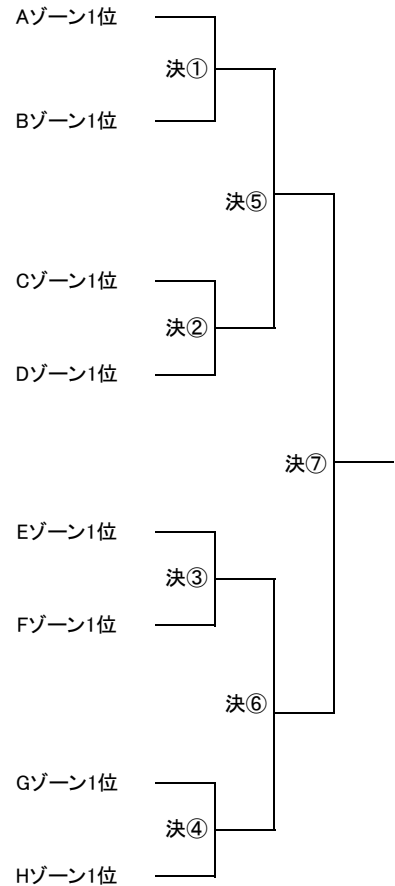 Aゾーン1位
決①
Bゾーン1位
決⑤
Cゾーン1位
決②
Dゾーン1位
決⑦
Eゾーン1位
決③
Fゾーン1位
決⑥
Gゾーン1位
決④
Hゾーン1位